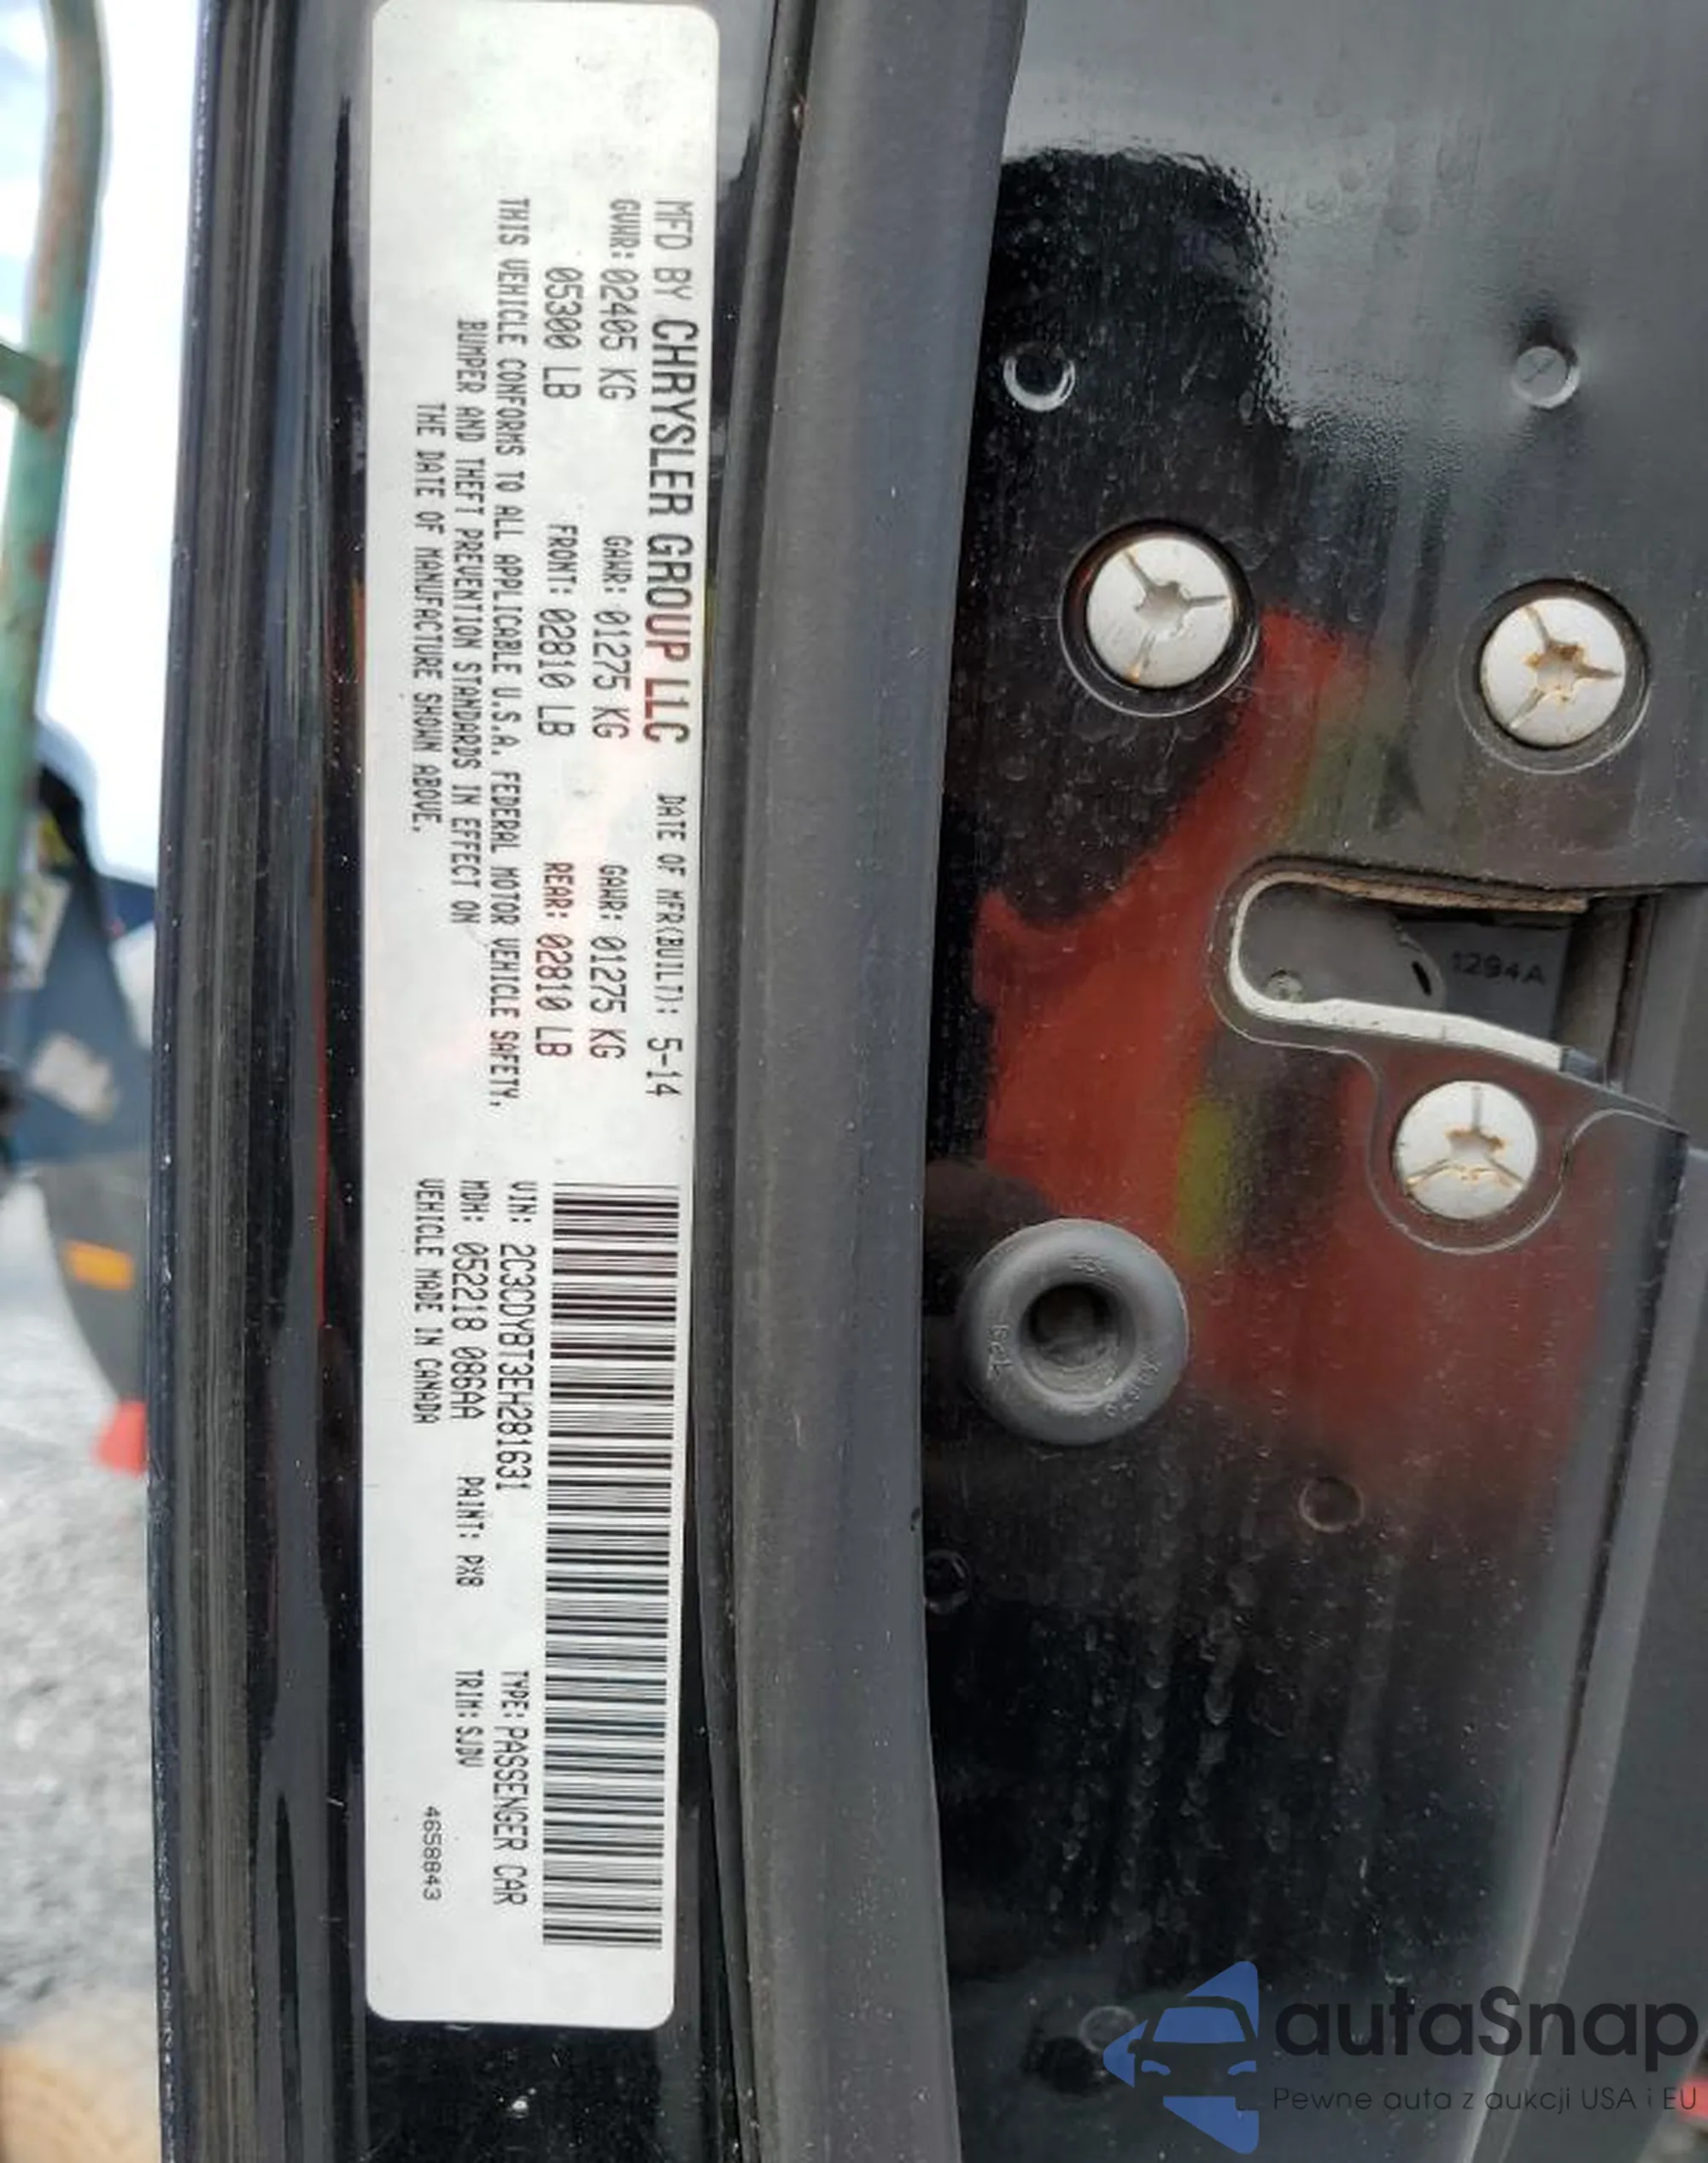 MFD BY CHRYSLER GROUP LLC DATE OF MFR(BUILT): 5-14
GVWR: 02405 KG GAWR: 01275 KG GAWR: 01275 KG
05300 LB FRONT: 02810 LB REAR: 02810 LB
THIS VEHICLE CONFORMS TO ALL APPLICABLE U.S.A. FEDERAL MOTOR VEHICLE SAFETY,
BUMPER AND THEFT PREVENTION STANDARDS IN EFFECT ON
THE DATE OF MANUFACTURE SHOWN ABOVE.
VIN: 2C3CDYBT3EH281631 TYPE: PASSENGER CAR
MDH: 052218 086AA PAINT: PX8 TRIM: SJDV
VEHICLE MADE IN CANADA 4658843
1294A
autaSnap
Pewne auta z aukcji USA i EU